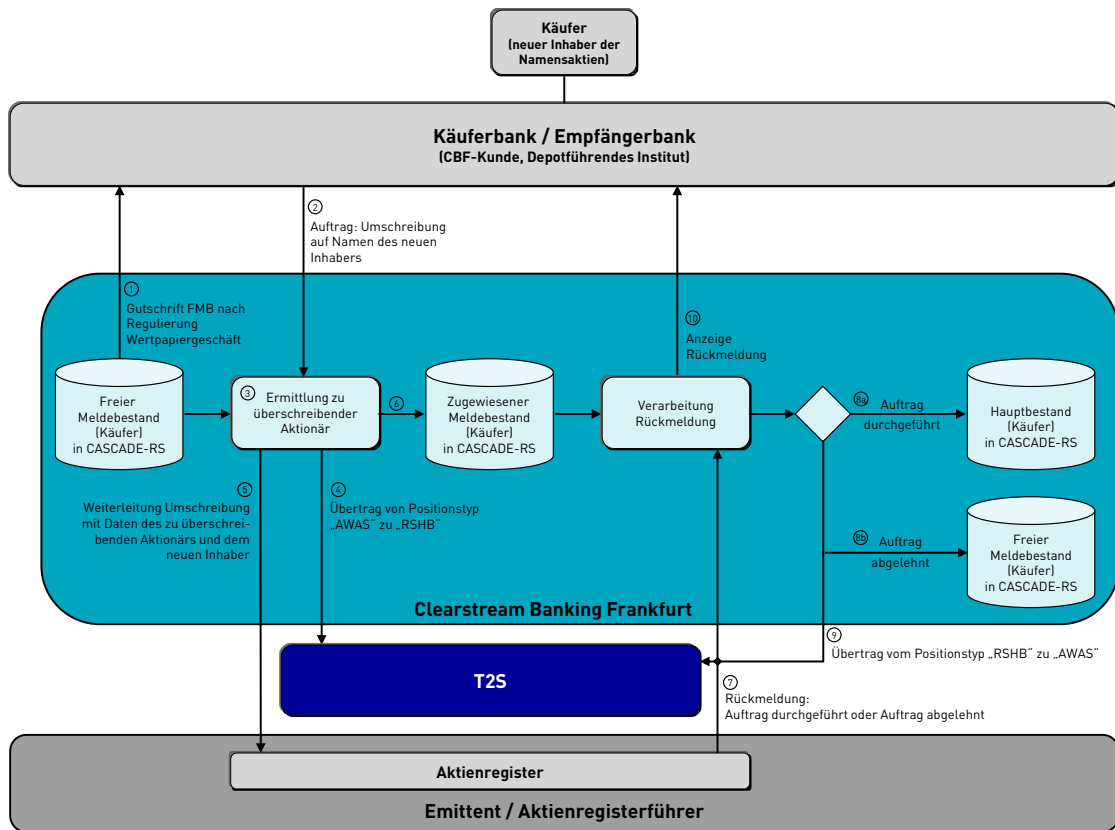 Käufer
(neuer Inhaber der
Namensaktien)
Käuferbank / Empfängerbank
(CBF-Kunde, Depotführendes Institut)
2
Auftrag: Umschreibung
auf Namen des neuen
Inhabers
1
Gutschrift FMB nach
Regulierung
Wertpapiergeschäft
10
Anzeige
Rückmeldung
Freier
Meldebestand
(Käufer)
in CASCADE-RS
3 Ermittlung zu
überschreibender
Aktionär
6
Zugewiesener
Meldebestand
(Käufer)
in CASCADE-RS
Verarbeitung
Rückmeldung
8a Auftrag
durchgeführt
Hauptbestand
(Käufer)
in CASCADE-RS
5
Weiterleitung Umschreibung
mit Daten des zu überschrei-
benden Aktionärs und dem
neuen Inhaber
4
Übertrag von Positionstyp
„AWAS“ zu „RSHB“
8b Auftrag
abgelehnt
Freier
Meldebestand
(Käufer)
in CASCADE-RS
Clearstream Banking Frankfurt
9
Übertrag vom Positionstyp „RSHB“ zu „AWAS“
T2S
7
Rückmeldung:
Auftrag durchgeführt oder Auftrag abgelehnt
Aktienregister
Emittent / Aktienregisterführer